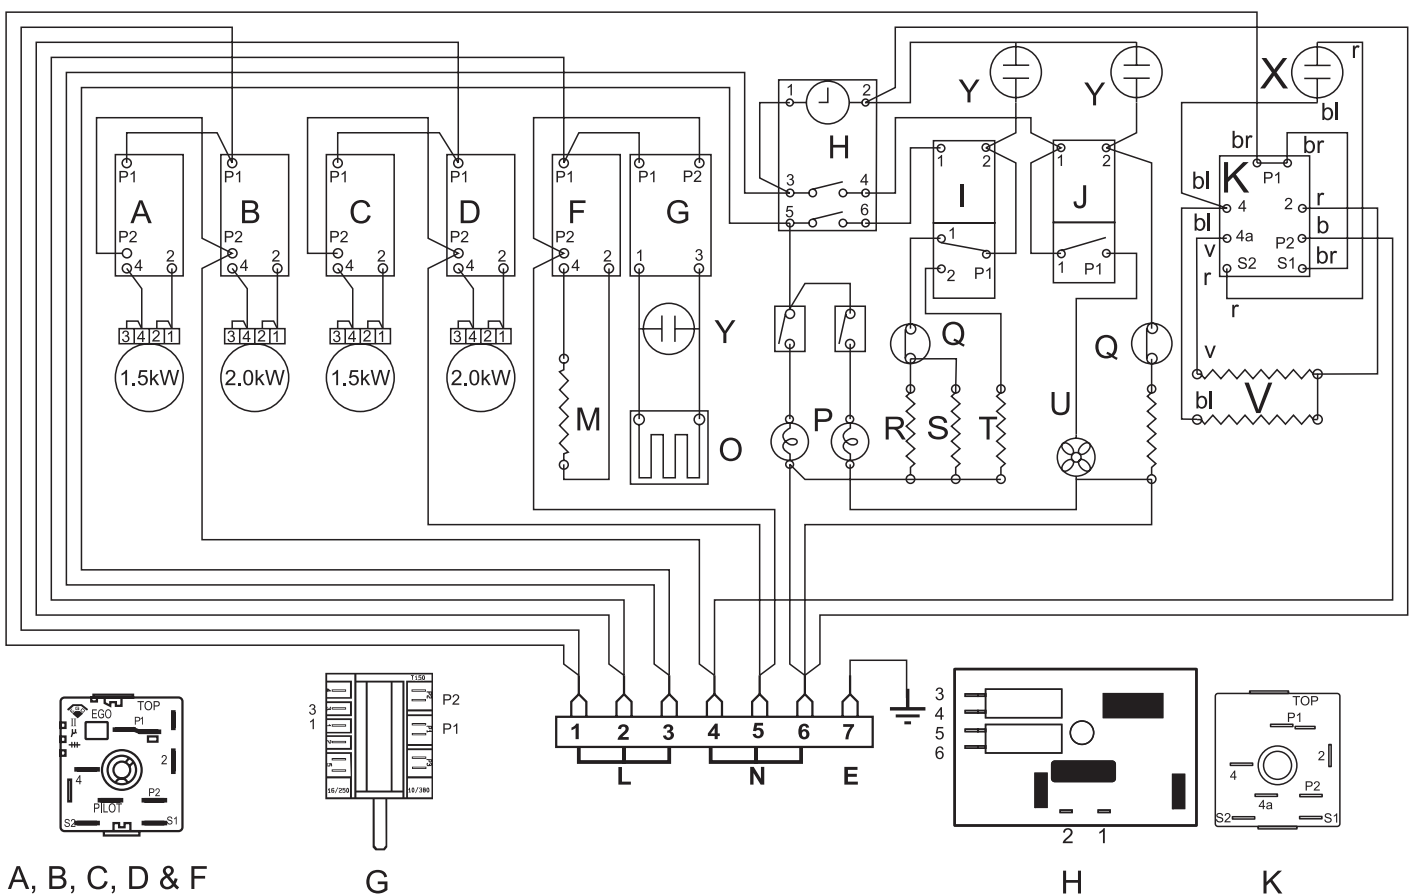 r
X
Y Y
bl
1 2
H
br br
P1 P1 P1 P1 P1 P1 P2
3 4
5 6
1 2
1 2
K P1
bl
4 2 r
A B C D F G I J
bl
4a P2 b
v
S2 S1 br
r
r
P2 P2 P2 P2 P2
4 2 4 2 4 2 4 2 4 2 1 3
1
2 P1
1 P1
3 4 2 1 3 4 2 1 3 4 2 1 3 4 2 1
Y
Q
Q
v
1.5kW 2.0kW 1.5kW 2.0kW
M
O
P
R S T
U
bl
V
1 2 3 4 5 6 7
L N E
EGO
TOP
P1
2
4
PILOT
P2
S2 S1
A, B, C, D & F
T150
P2
P2
3
1
P1
P1
P3
16/250 10/380
G
3
4
5
6
2 1
H
TOP
P1
2
4
P2
4a
S2 S1
K